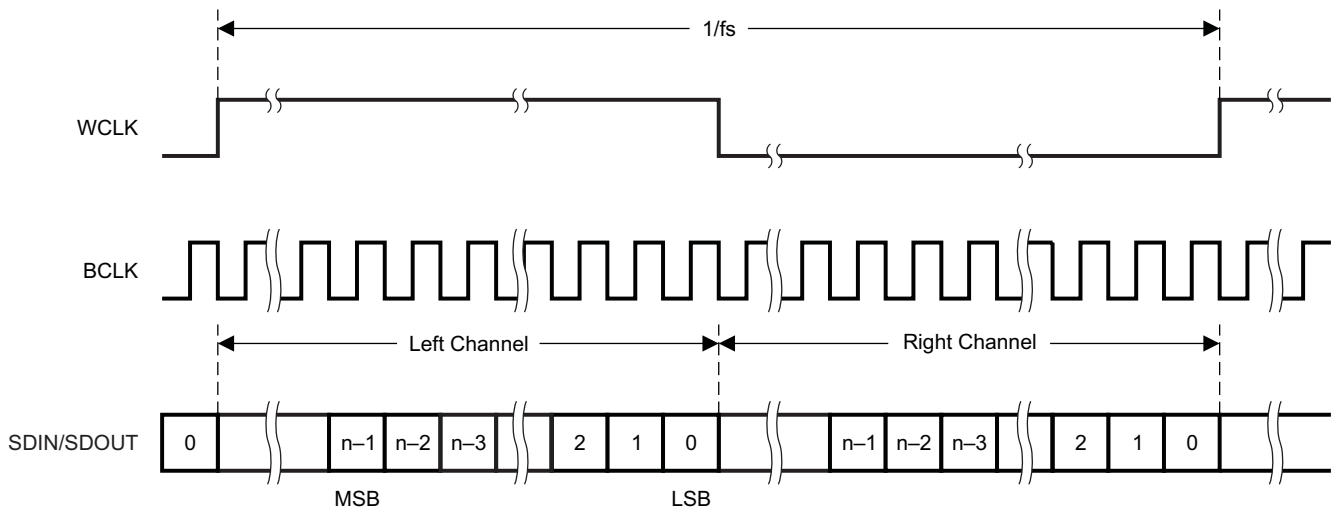 1/fs
WCLK
BCLK
Left Channel
Right Channel
SDIN/SDOUT 0 n–1 n–2 n–3 2 1 0 n–1 n–2 n–3 2 1 0
MSB LSB